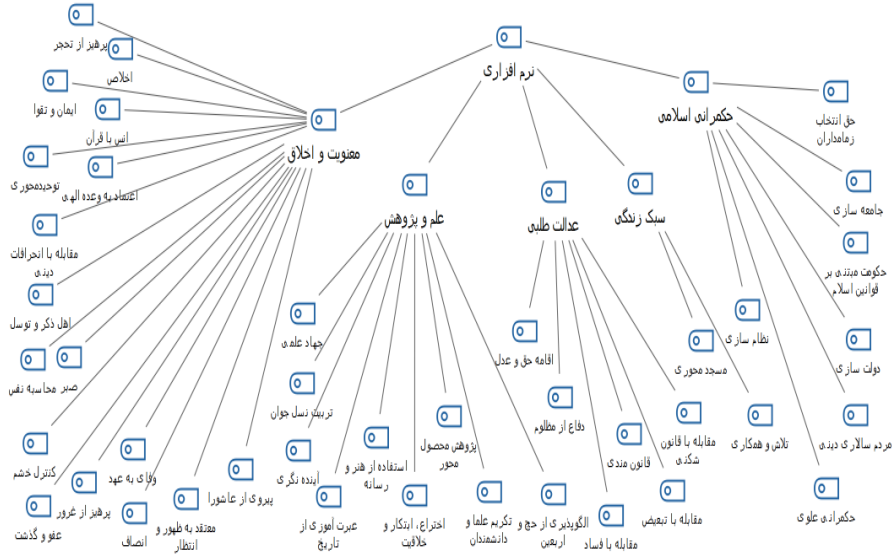 پرهیز از تحجر
اخلاص
ایمان و تقوا
انس با قرآن
توحیدمحوری
اعتماد به وعده الهی
مقابله با انحرافات
دینی
اهل ذکر و توسل
محاسبه نفس
صبر
کنترل خشم
عفو و گذشت
پرهیز از غرور
وفای به عهد
انصاف
معتقد به ظهور و
انتظار
پیروی از عاشورا
معنویت و اخلاق
نرم افزاری
حکمرانی اسلامی
علم و پژوهش
عدالت طلبی
سبک زندگی
جهاد علمی
تربیت نسل جوان
آینده نگری
عبرت آموزی از
تاریخ
استفاده از هنر و
رسانه
اختراع، ابتکار و
خلاقیت
پژوهش محصول
محور
تکریم علما و
دانشمندان
الگوپذیری از حج و
اربعین
اقامه حق و عدل
دفاع از مظلوم
مقابله با فساد
قانون مندی
مقابله با تبعیض
مقابله با قانون
شکنی
مسجد محوری
تلاش و همکاری
حق انتخاب
زمامداران
جامعه سازی
حکومت مبتنی بر
قوانین اسلام
نظام سازی
دولت سازی
مردم سالاری دینی
حکمرانی علوی